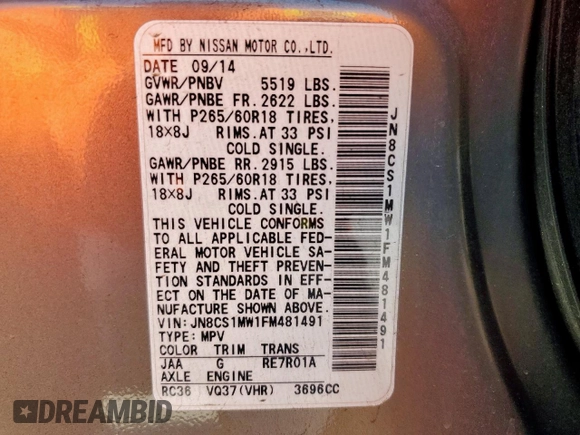 MFD BY NISSAN MOTOR CO.,LTD.
DATE 09/14
GVWR/PNBV 5519 LBS.
GAWR/PNBE FR. 2622 LBS.
WITH P265/60R18 TIRES,
18×8J RIMS.AT 33 PSI
COLD SINGLE.
GAWR/PNBE RR. 2915 LBS.
WITH P265/60R18 TIRES,
18×8J RIMS.AT 33 PSI
COLD SINGLE.
THIS VEHICLE CONFORMS
TO ALL APPLICABLE FED-
ERAL MOTOR VEHICLE SA-
FETY AND THEFT PREVEN-
TION STANDARDS IN EFF-
ECT ON THE DATE OF MA-
NUFACTURE SHOWN ABOVE.
VIN: JN8CS1MW1FM481491
TYPE: MPV
COLOR TRIM TRANS
JAA G RE7R01A
AXLE ENGINE
RC36 VQ37(VHR) 3696CC
JN8CS1MW1FM481491
DREAMBID